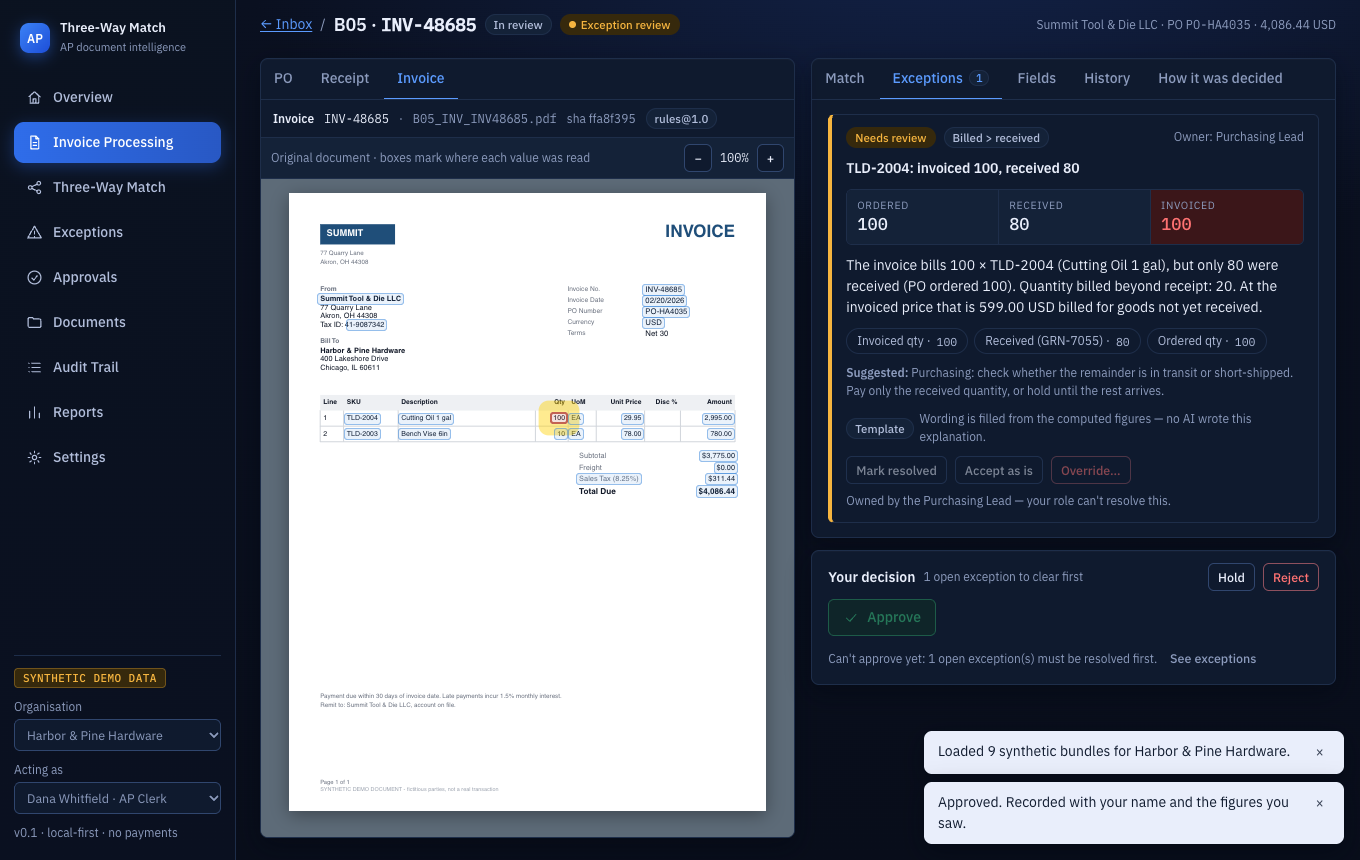 AP
Three-Way Match
AP document intelligence
Overview
Invoice Processing
Three-Way Match
Exceptions
Approvals
Documents
Audit Trail
Reports
Settings
SYNTHETIC DEMO DATA
Organisation
Harbor & Pine Hardware
Acting as
Dana Whitfield · AP Clerk
v0.1 · local-first · no payments
← Inbox / B05 · INV-48685 In review Exception review
Summit Tool & Die LLC · PO PO-HA4035 · 4,086.44 USD
PO Receipt Invoice
Invoice INV-48685 · B05_INV_INV48685.pdf sha ffa8f395 rules@1.0
Original document · boxes mark where each value was read − 100% +
SUMMIT
INVOICE
77 Quarry Lane
Akron, OH 44308
From
Summit Tool & Die LLC
77 Quarry Lane
Akron, OH 44308
Tax ID: 41-9087342
Bill To
Harbor & Pine Hardware
400 Lakeshore Drive
Chicago, IL 60611
Invoice No. INV-48685
Invoice Date 02/20/2026
PO Number PO-HA4035
Currency USD
Terms Net 30
Line SKU Description Qty UoM Unit Price Disc % Amount
1 TLD-2004 Cutting Oil 1 gal 100 EA 29.95 2,995.00
2 TLD-2003 Bench Vise 6in 10 EA 78.00 780.00
Subtotal $3,775.00
Freight $0.00
Sales Tax (8.25%) $311.44
Total Due $4,086.44
Payment due within 30 days of invoice date. Late payments incur 1.5% monthly interest.
Remit to: Summit Tool & Die LLC, account on file.
Page 1 of 1
SYNTHETIC DEMO DOCUMENT - fictitious parties, not a real transaction
Match Exceptions 1 Fields History How it was decided
Needs review Billed > received Owner: Purchasing Lead
TLD-2004: invoiced 100, received 80
ORDERED RECEIVED INVOICED
100 80 100
The invoice bills 100 × TLD-2004 (Cutting Oil 1 gal), but only 80 were
received (PO ordered 100). Quantity billed beyond receipt: 20. At the
invoiced price that is 599.00 USD billed for goods not yet received.
Invoiced qty · 100 Received (GRN-7055) · 80 Ordered qty · 100
Suggested: Purchasing: check whether the remainder is in transit or short-shipped.
Pay only the received quantity, or hold until the rest arrives.
Template Wording is filled from the computed figures — no AI wrote this
explanation.
Mark resolved Accept as is Override...
Owned by the Purchasing Lead — your role can't resolve this.
Your decision 1 open exception to clear first Hold Reject
✓ Approve
Can't approve yet: 1 open exception(s) must be resolved first. See exceptions
Loaded 9 synthetic bundles for Harbor & Pine Hardware. ×
Approved. Recorded with your name and the figures you ×
saw.